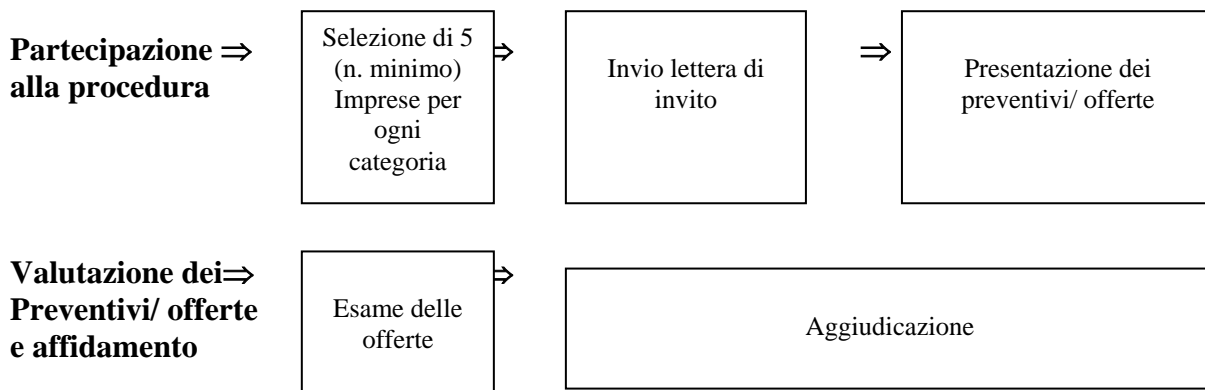 Partecipazione ⇒
alla procedura
Selezione di 5
(n. minimo)
Imprese per
ogni
categoria
⇒
Invio lettera di
invito
⇒
Presentazione dei
preventivi/ offerte
Valutazione dei⇒
Preventivi/ offerte
e affidamento
Esame delle
offerte
⇒
Aggiudicazione